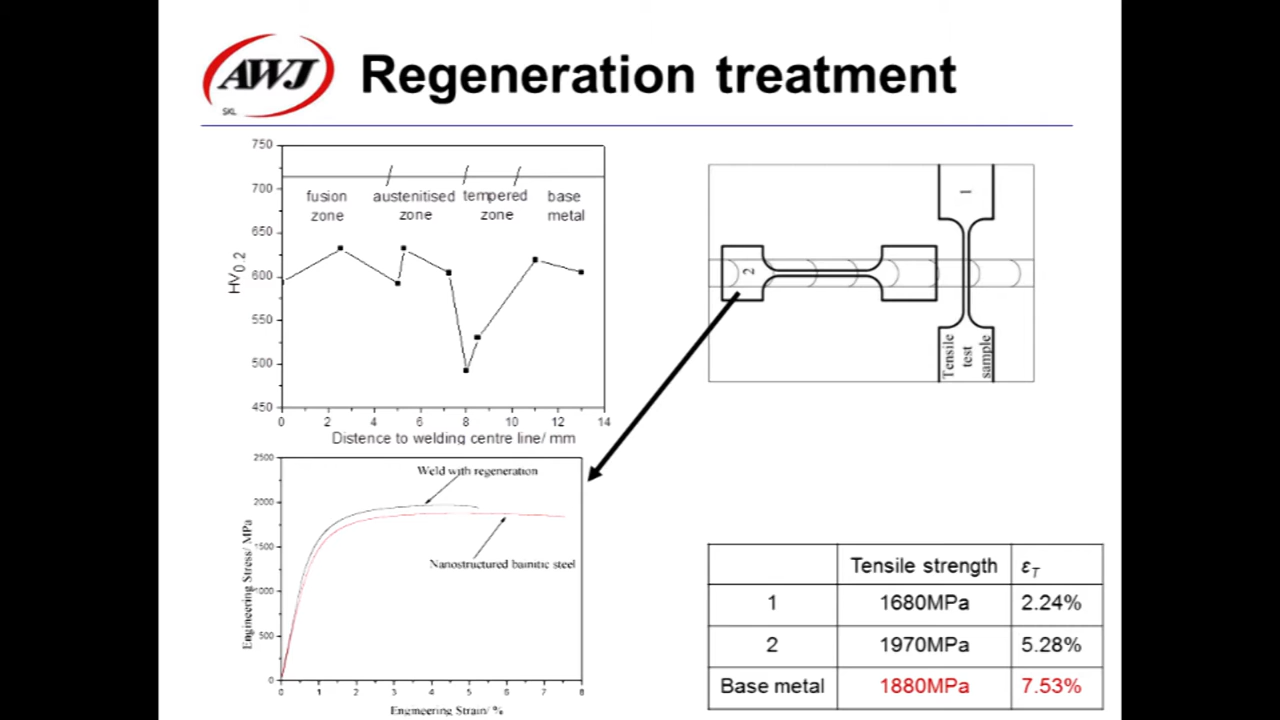 AWJ
SKL
Regeneration treatment
750
700
650
600
550
500
450
HV0.2
fusion zone
austenitised zone
tempered zone
base metal
0 2 4 6 8 10 12 14
Distence to welding centre line/ mm
1
2
Tensile test sample
2500
2000
1500
1000
500
0
Engineering Stress/ MPa
Weld with regeneration
Nanostructured bainitic steel
0 1 2 3 4 5 6 7 8
Engineering Strain/ %
Tensile strength εT
1 1680MPa 2.24%
2 1970MPa 5.28%
Base metal 1880MPa 7.53%